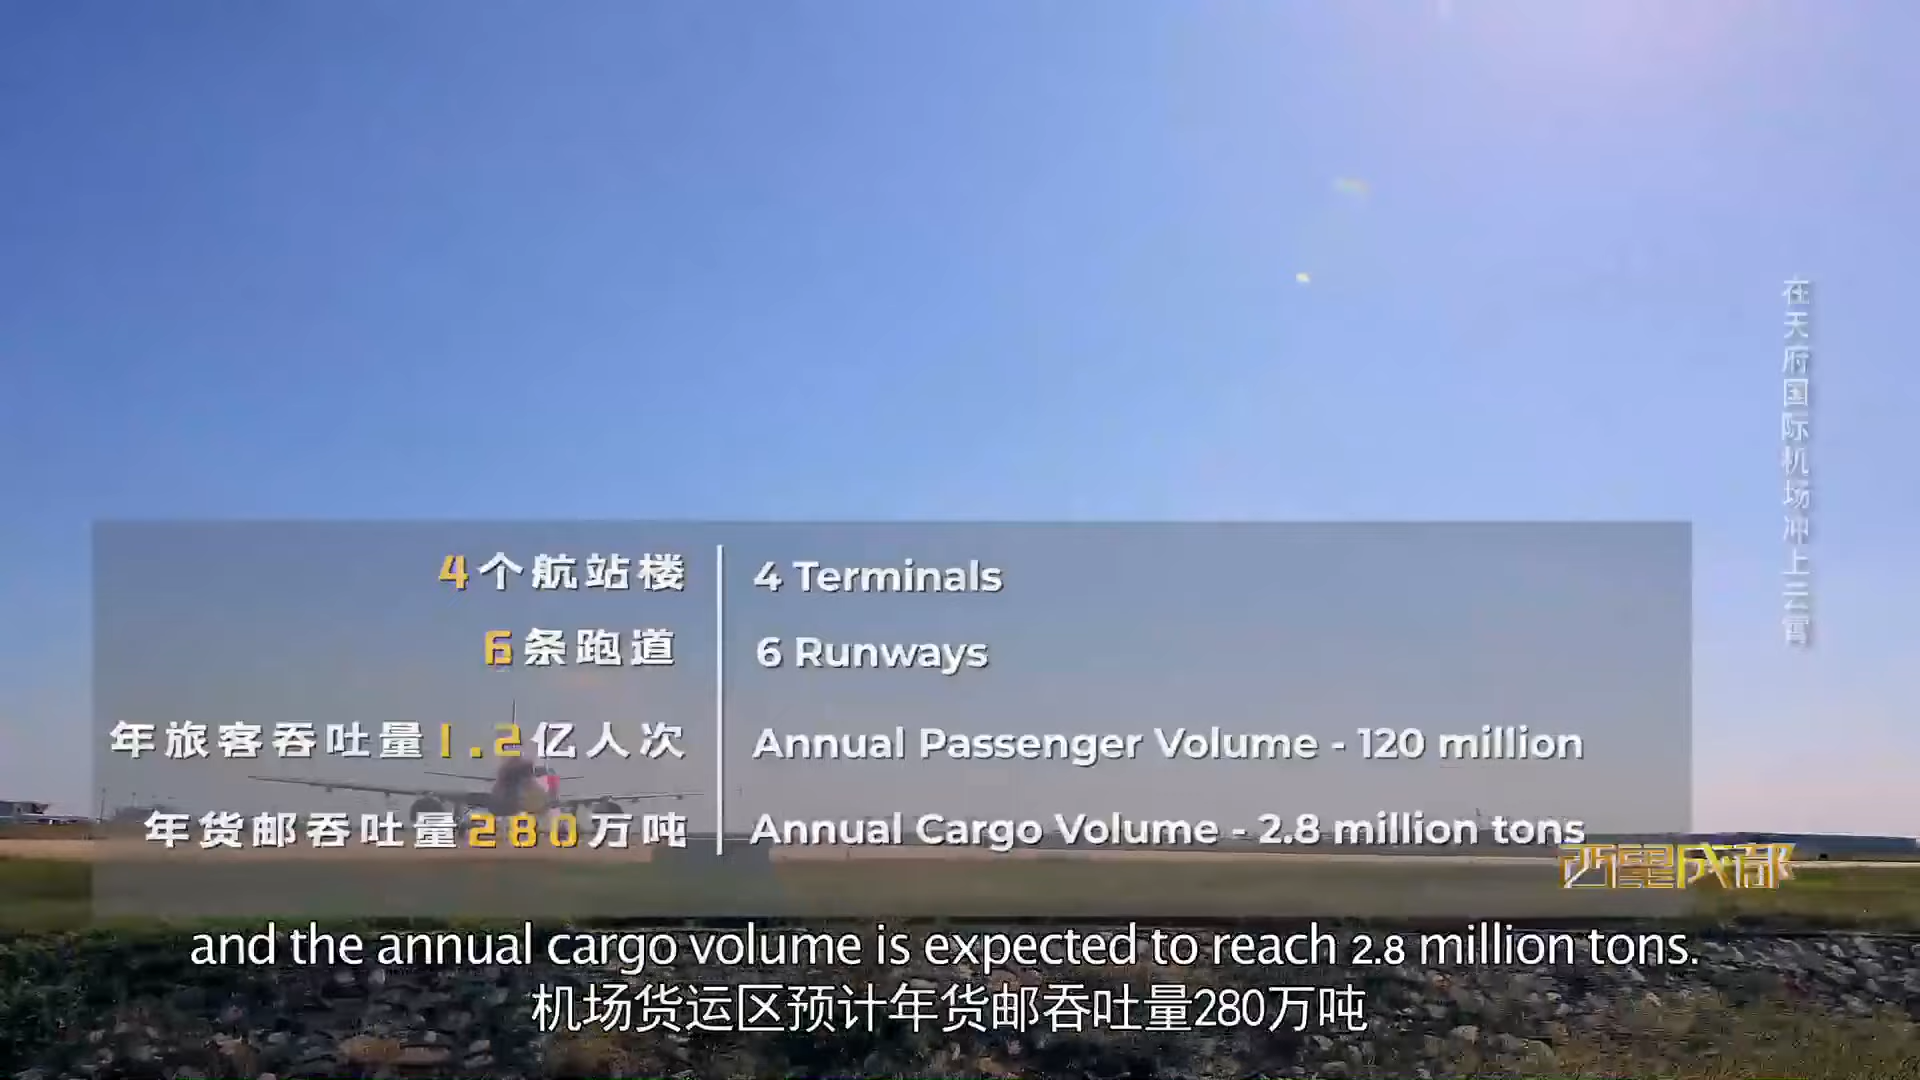 4个航站楼
4 Terminals
6条跑道
6 Runways
年旅客吞吐量1.2亿人次
Annual Passenger Volume - 120 million
年货邮吞吐量280万吨
Annual Cargo Volume - 2.8 million tons
在天府国际机场冲上云霄
西望成都
and the annual cargo volume is expected to reach 2.8 million tons.
机场货运区预计年货邮吞吐量280万吨